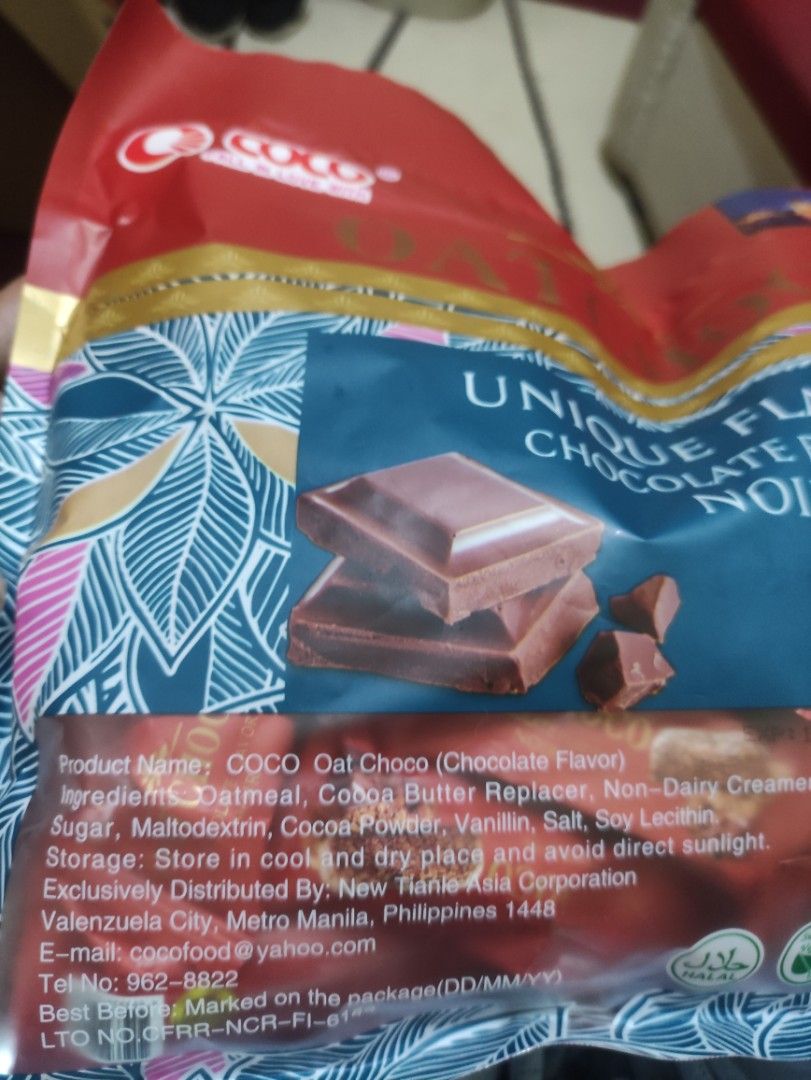 COCO
OAT
UNIQUE FL
CHOCOLATE
NOI
Product Name: COCO Oat Choco (Chocolate Flavor)
Ingredients: Oatmeal, Cocoa Butter Replacer, Non-Dairy Creamer
Sugar, Maltodextrin, Cocoa Powder, Vanillin, Salt, Soy Lecithin.
Storage: Store in cool and dry place and avoid direct sunlight.
Exclusively Distributed By: New Tianle Asia Corporation
Valenzuela City, Metro Manila, Philippines 1448
E-mail: cocofood@yahoo.com
Tel No: 962-8822
Best Before: Marked on the package(DD/MM/YY)
LTO NO.CFRR-NCR-FI-61
حلال
HALAL